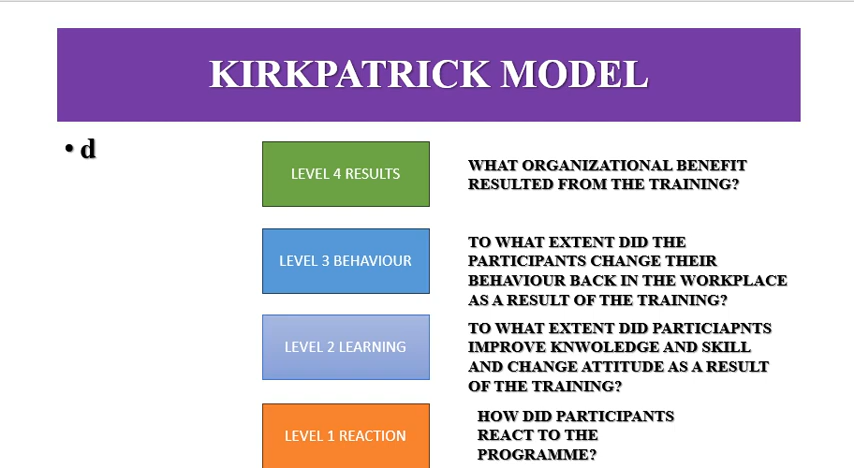 KIRKPATRICK MODEL
• d
LEVEL 4 RESULTS
WHAT ORGANIZATIONAL BENEFIT
RESULTED FROM THE TRAINING?
LEVEL 3 BEHAVIOUR
TO WHAT EXTENT DID THE
PARTICIPANTS CHANGE THEIR
BEHAVIOUR BACK IN THE WORKPLACE
AS A RESULT OF THE TRAINING?
LEVEL 2 LEARNING
TO WHAT EXTENT DID PARTICIAPNTS
IMPROVE KNWOLEDGE AND SKILL
AND CHANGE ATTITUDE AS A RESULT
OF THE TRAINING?
LEVEL 1 REACTION
HOW DID PARTICIPANTS
REACT TO THE
PROGRAMME?